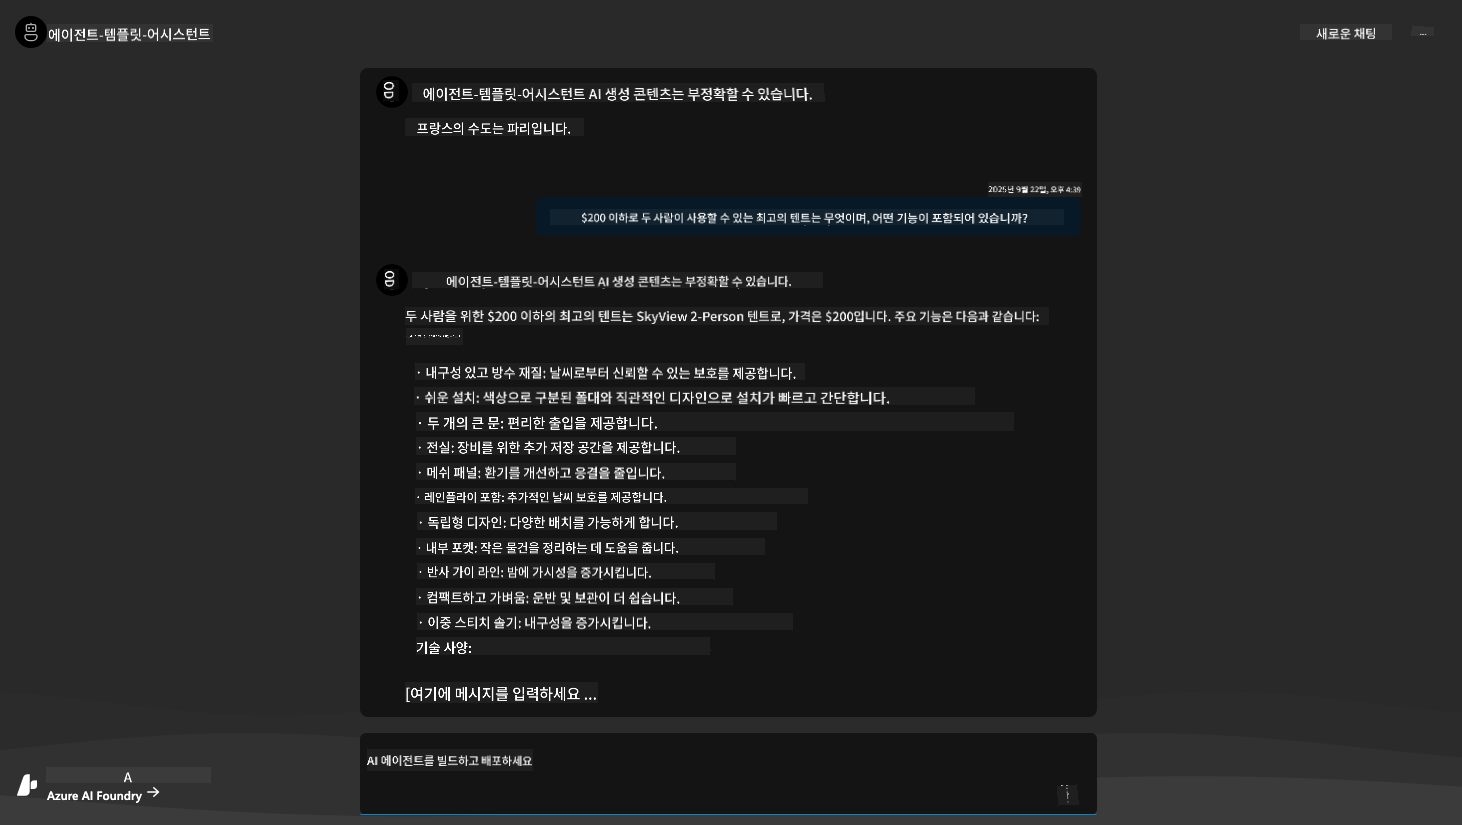 에이전트-템플릿-어시스턴트
새로운 채팅
...
에이전트-템플릿-어시스턴트 AI 생성 콘텐츠는 부정확할 수 있습니다.
프랑스의 수도는 파리입니다.
2025년 9월 22일, 오후 4:39
$200 이하로 두 사람이 사용할 수 있는 최고의 텐트는 무엇이며, 어떤 기능이 포함되어 있습니까?
에이전트-템플릿-어시스턴트 AI 생성 콘텐츠는 부정확할 수 있습니다.
두 사람을 위한 $200 이하의 최고의 텐트는 SkyView 2-Person 텐트로, 가격은 $200입니다. 주요 기능은 다음과 같습니다:
· 내구성 있고 방수 재질: 날씨로부터 신뢰할 수 있는 보호를 제공합니다.
· 쉬운 설치: 색상으로 구분된 폴대와 직관적인 디자인으로 설치가 빠르고 간단합니다.
· 두 개의 큰 문: 편리한 출입을 제공합니다.
· 전실: 장비를 위한 추가 저장 공간을 제공합니다.
· 메쉬 패널: 환기를 개선하고 응결을 줄입니다.
· 레인플라이 포함: 추가적인 날씨 보호를 제공합니다.
· 독립형 디자인: 다양한 배치를 가능하게 합니다.
· 내부 포켓: 작은 물건을 정리하는 데 도움을 줍니다.
· 반사 가이 라인: 밤에 가시성을 증가시킵니다.
· 컴팩트하고 가벼움: 운반 및 보관이 더 쉽습니다.
· 이중 스티치 솔기: 내구성을 증가시킵니다.
기술 사양:
[여기에 메시지를 입력하세요 ...
AI 에이전트를 빌드하고 배포하세요
A
Azure AI Foundry →